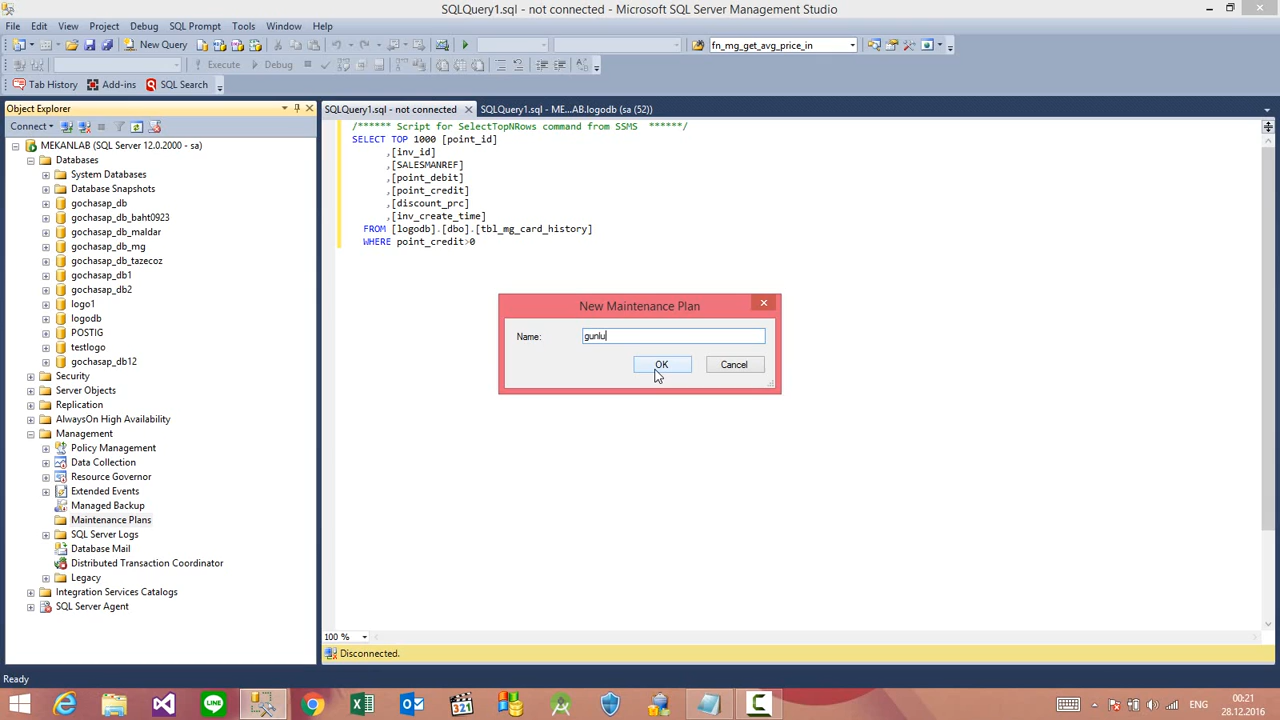 SQLQuery1.sql - not connected - Microsoft SQL Server Management Studio
File Edit View Project Debug SQL Prompt Tools Window Help
New Query fn_mg_get_avg_price_in
Execute Debug
Tab History Add-ins SQL Search
Object Explorer
SQLQuery1.sql - not connected SQLQuery1.sql - ME...AB.logodb (sa (52))
Connect
MEKANLAB (SQL Server 12.0.2000 - sa)
Databases
System Databases
Database Snapshots
gochasap_db
gochasap_db_baht0923
gochasap_db_maldar
gochasap_db_mg
gochasap_db_tazecoz
gochasap_db1
gochasap_db2
logo1
logodb
POSTIG
testlogo
gochasap_db12
Security
Server Objects
Replication
AlwaysOn High Availability
Management
Policy Management
Data Collection
Resource Governor
Extended Events
Managed Backup
Maintenance Plans
SQL Server Logs
Database Mail
Distributed Transaction Coordinator
Legacy
Integration Services Catalogs
SQL Server Agent
/****** Script for SelectTopNRows command from SSMS ******/
SELECT TOP 1000 [point_id]
,[inv_id]
,[SALESMANREF]
,[point_debit]
,[point_credit]
,[discount_prc]
,[inv_create_time]
FROM [logodb].[dbo].[tbl_mg_card_history]
WHERE point_credit>0
New Maintenance Plan
Name: gunlu
OK Cancel
100 %
Disconnected.
Ready
LINE 321 ENG 00:21
28.12.2016